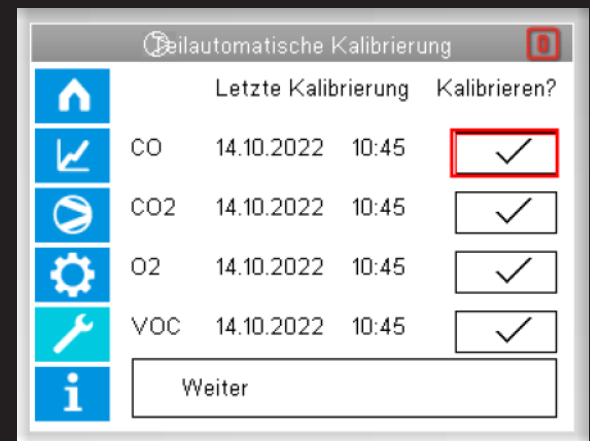 Teilautomatische Kalibrierung
Letzte Kalibrierung Kalibrieren?
CO 14.10.2022 10:45
CO2 14.10.2022 10:45
O2 14.10.2022 10:45
VOC 14.10.2022 10:45
Weiter